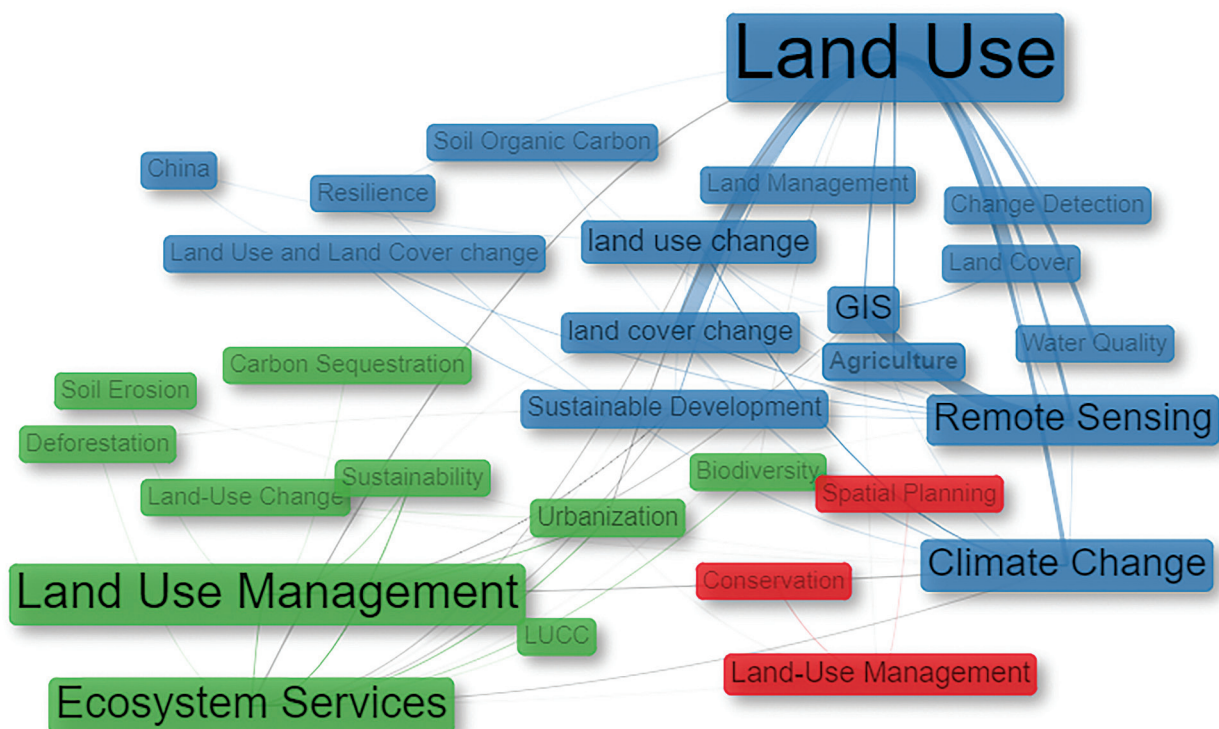 Land Use
Soil Organic Carbon
China
Land Management
Resilience
Change Detection
land use change
Land Use and Land Cover change
Land Cover
GIS
land cover change
Water Quality
Agriculture
Carbon Sequestration
Soil Erosion
Sustainable Development
Remote Sensing
Deforestation
Biodiversity
Sustainability
Spatial Planning
Land-Use Change
Urbanization
Climate Change
Conservation
Land Use Management
LUCC
Land-Use Management
Ecosystem Services